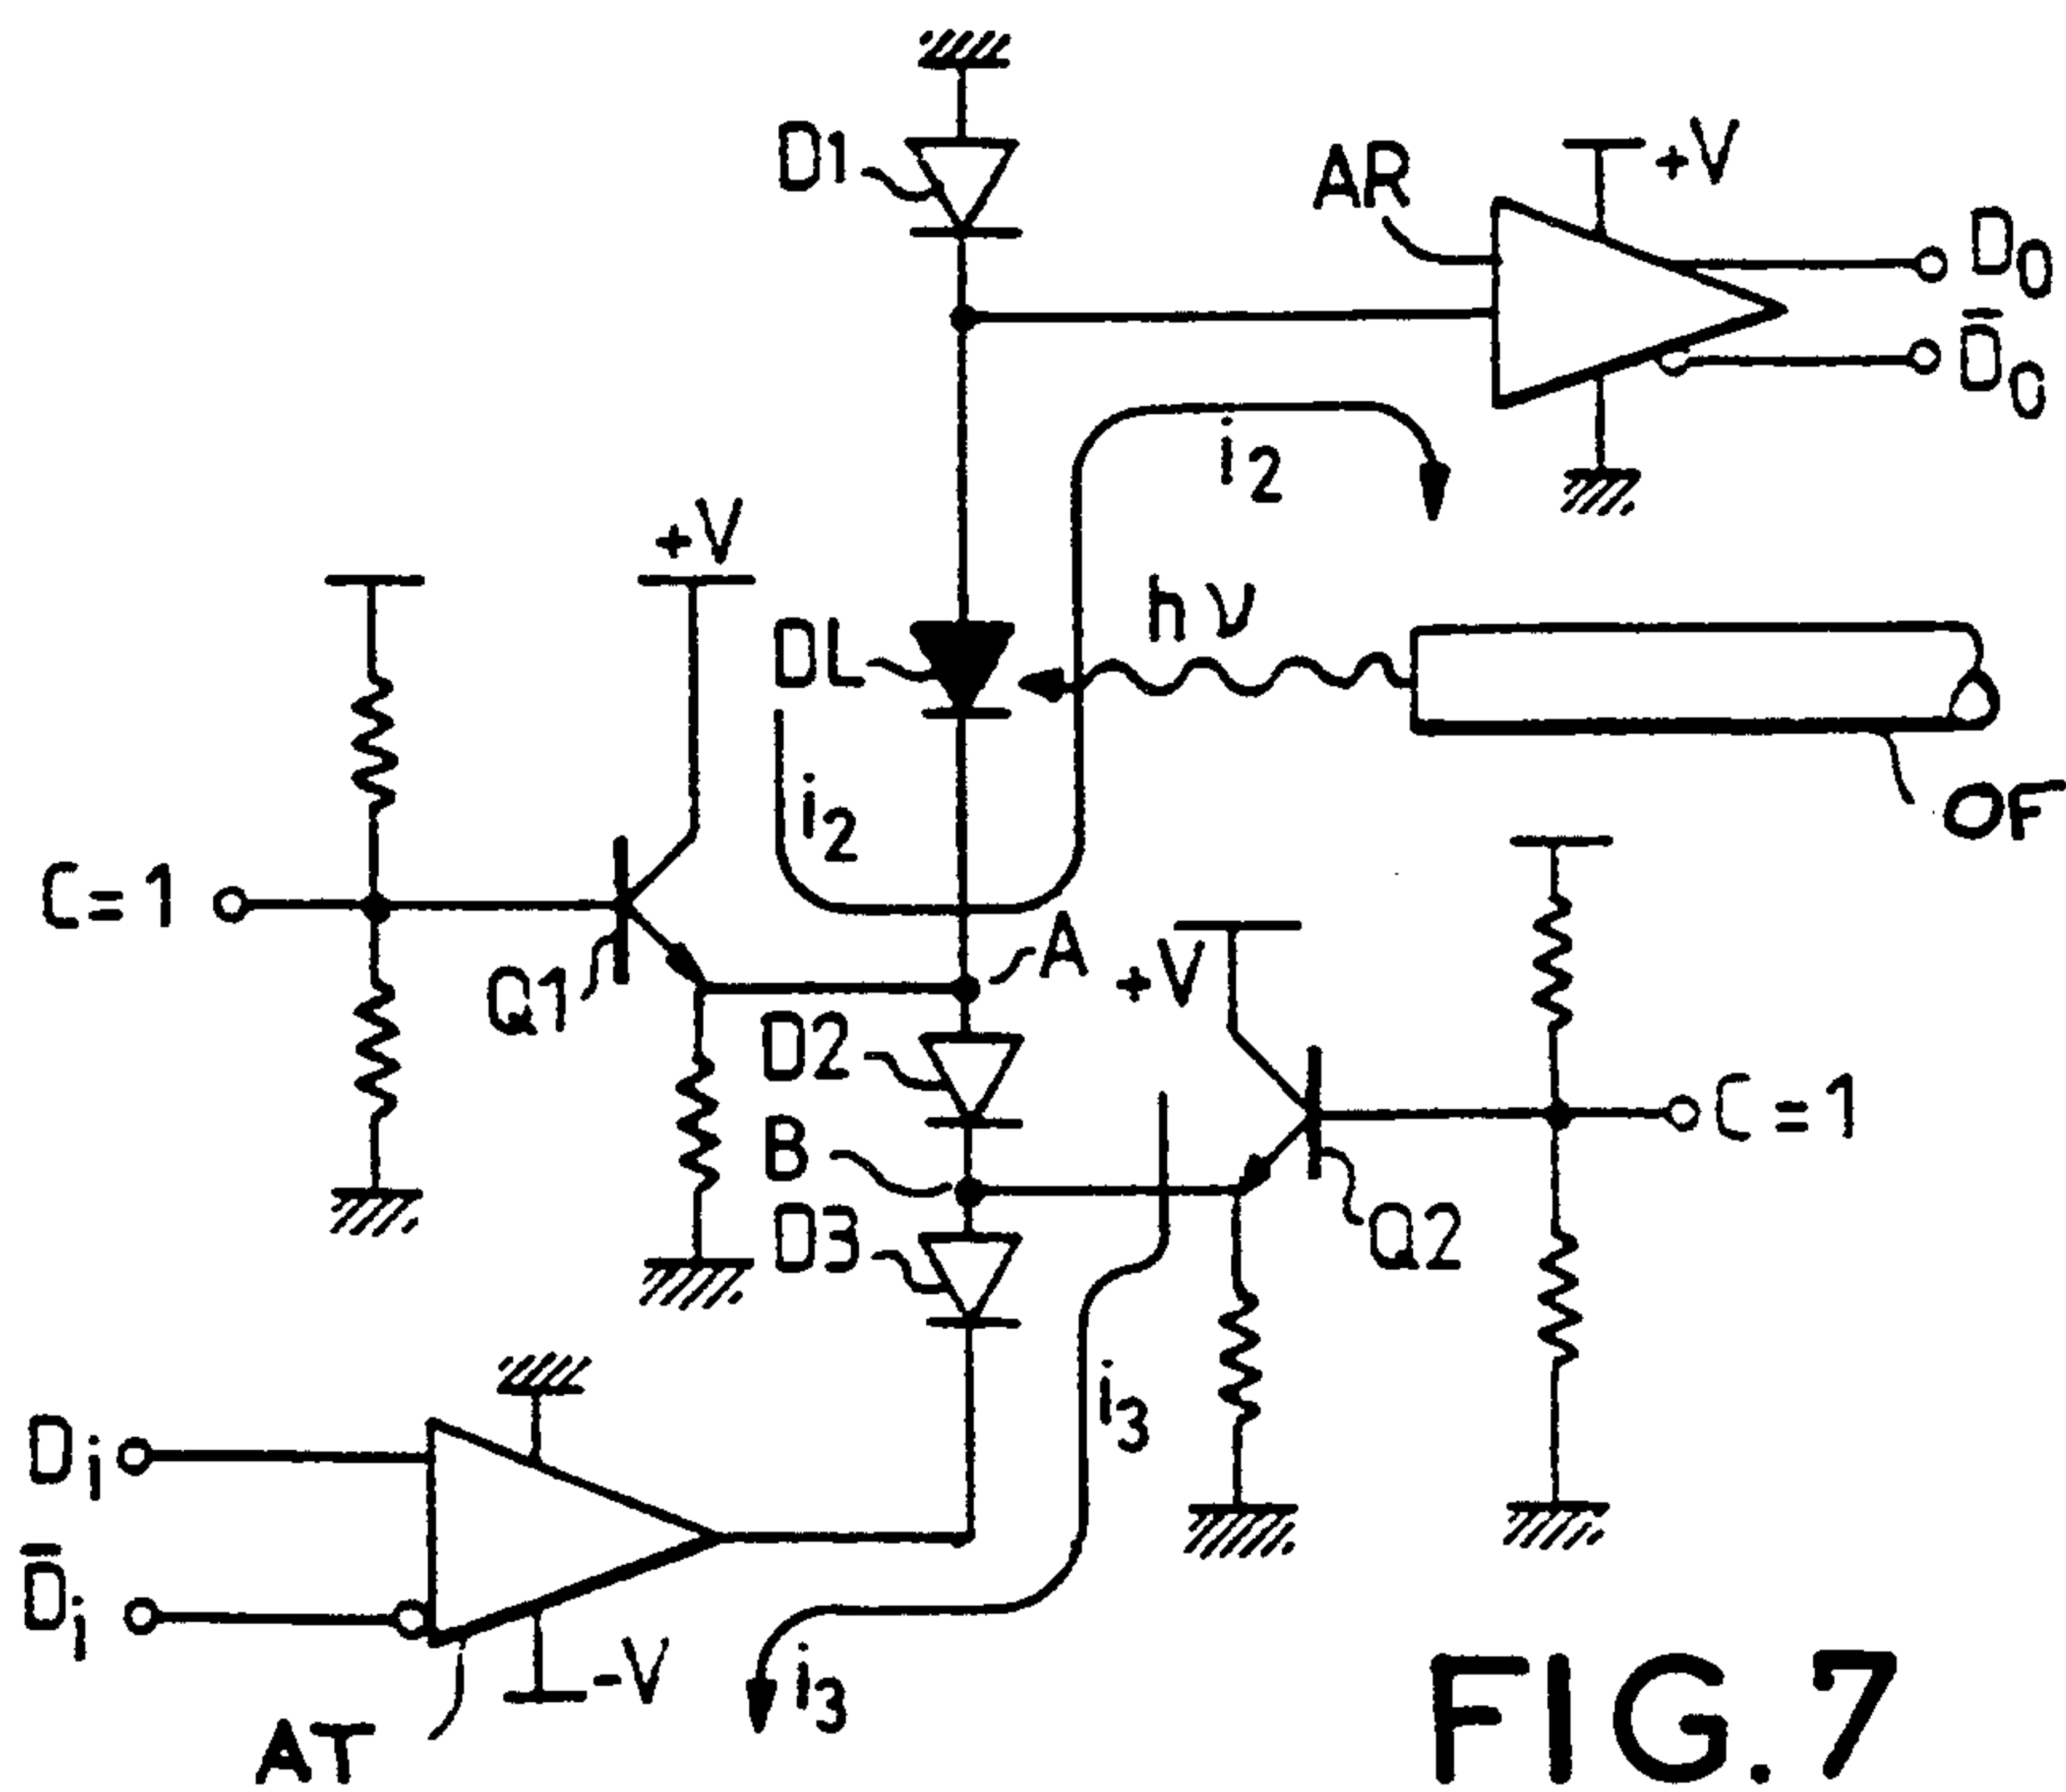 D1
AR
+V
D0
D̄0
i2
+V
hν
DL
i2
OF
C=1
A
+V
Q1
D2
C=1
B
Q2
D3
i3
Di
D̄i
-V
i3
AT
FIG.7